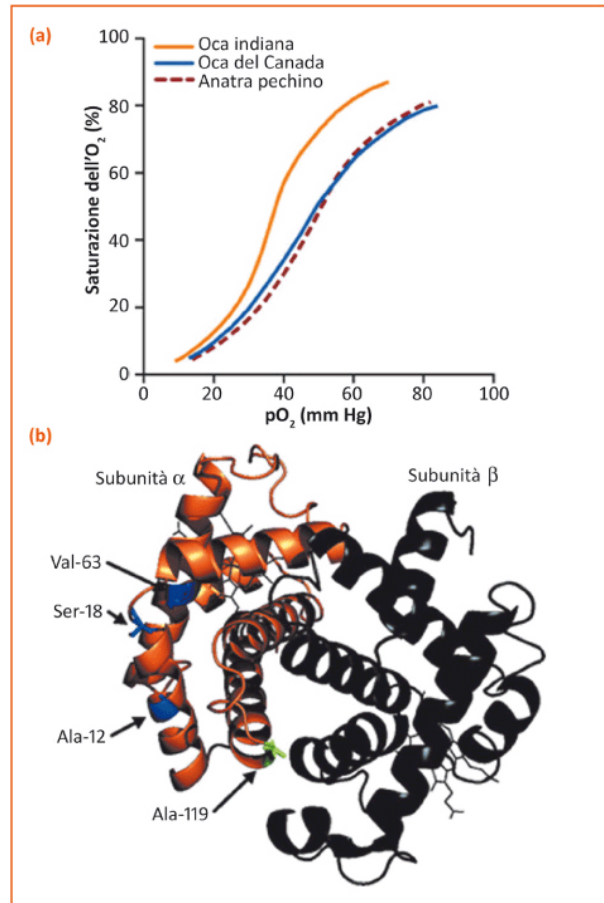 (a)
Oca indiana
Oca del Canada
Anatra pechino
Saturazione dell'O₂ (%)
100
80
60
40
20
0
0 20 40 60 80 100
pO₂ (mm Hg)
(b)
Subunità α
Subunità β
Val-63
Ser-18
Ala-12
Ala-119